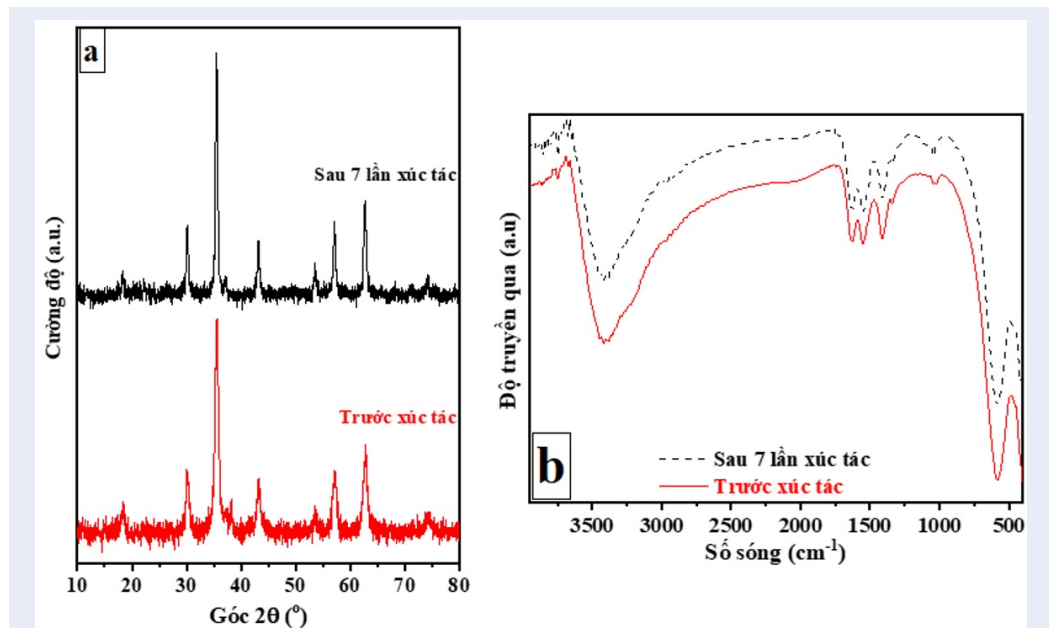 a
Sau 7 lần xúc tác
Trước xúc tác
Cường độ (a.u.)
10 20 30 40 50 60 70 80
Góc 2θ (º)
Độ truyền qua (a.u)
b
Sau 7 lần xúc tác
Trước xúc tác
3500 3000 2500 2000 1500 1000 500
Số sóng (cm⁻¹)